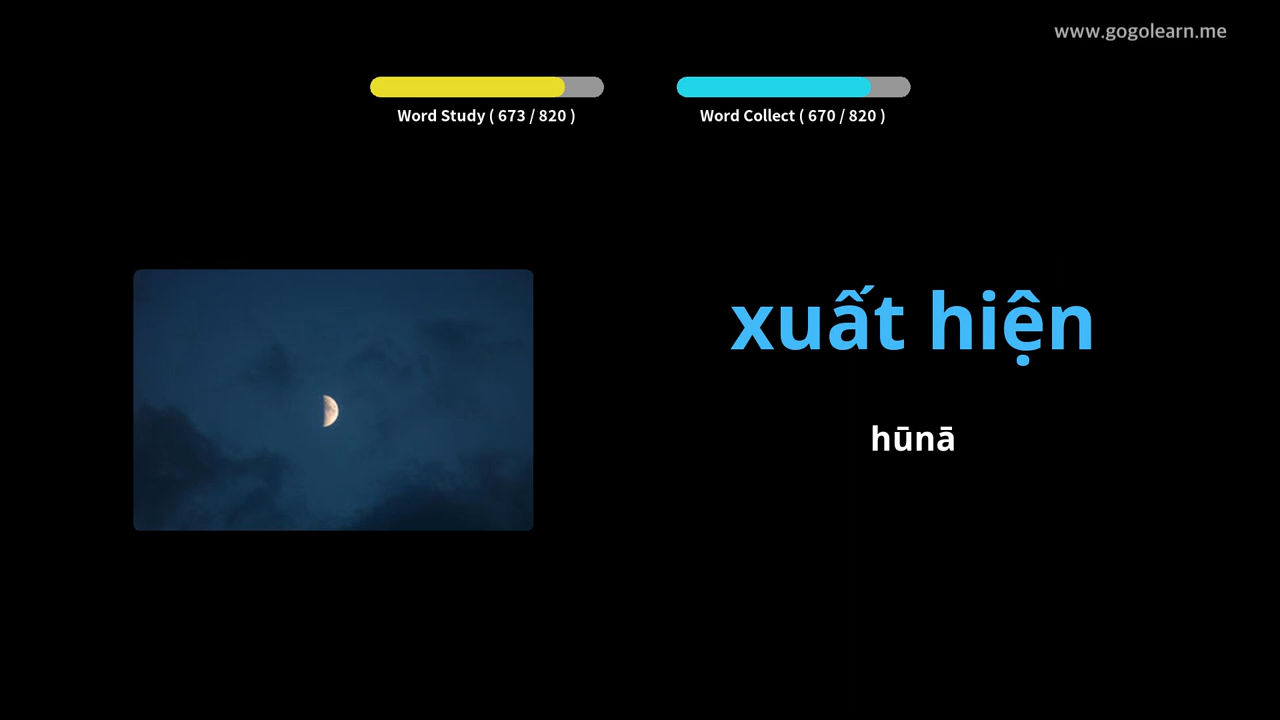 www.gogolearn.me
Word Study ( 673 / 820 )
Word Collect ( 670 / 820 )
xuất hiện
hūnā